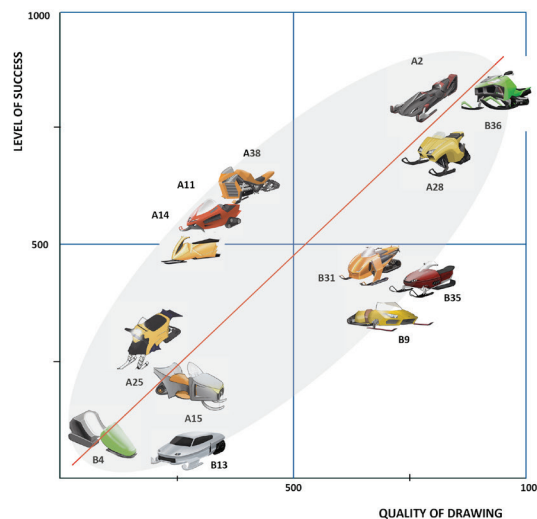 1000
LEVEL OF SUCCESS
A2
B36
A38
A11
A28
A14
500
B31
B35
B9
A25
A15
B4
B13
500
100
QUALITY OF DRAWING